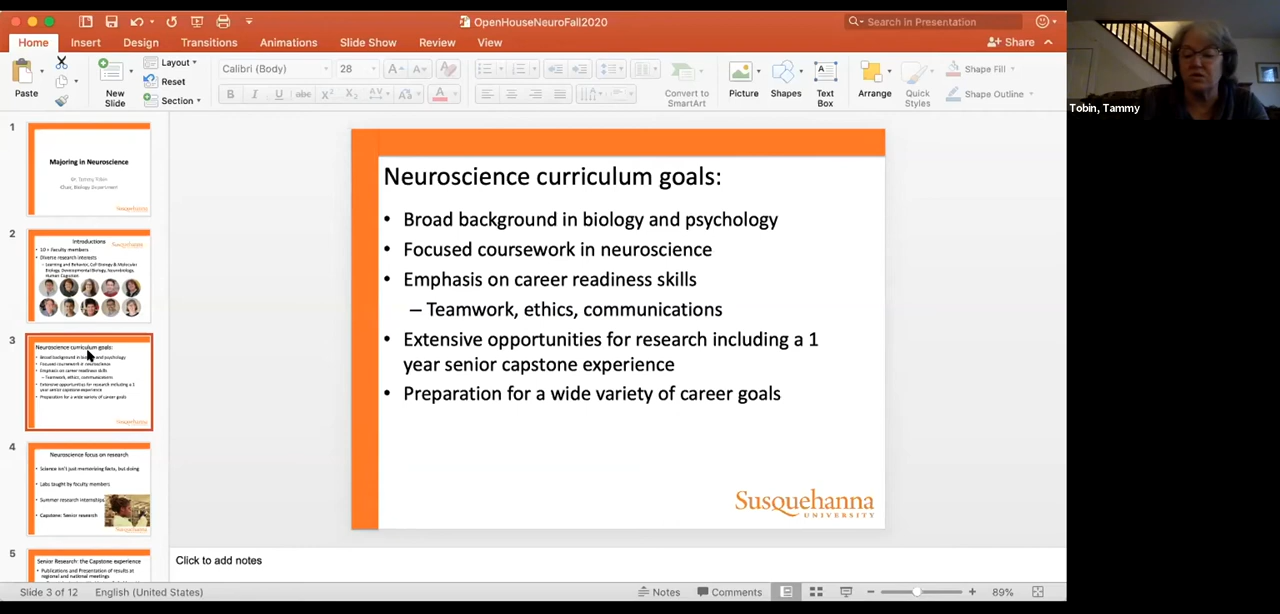 OpenHouseNeuroFall2020
Search in Presentation
Home Insert Design Transitions Animations Slide Show Review View
Share
Paste
New
Slide
Layout
Reset
Section
Calibri (Body) 28
Convert to
SmartArt
Picture
Shapes
Text
Box
Arrange
Quick
Styles
Shape Fill
Shape Outline
Tobin, Tammy
1
Majoring in Neuroscience
Dr. Tammy Tobin
Chair, Biology Department
Susquehanna
2
Introductions
Susquehanna
• 10 + Faculty members
• Diverse research interests
– Learning and Behavior, Cell Biology & Molecular
Biology, Developmental Biology, Neurobiology,
Human Cognition
3
Neuroscience curriculum goals:
• Broad background in biology and psychology
• Focused coursework in neuroscience
• Emphasis on career readiness skills
– Teamwork, ethics, communications
• Extensive opportunities for research including a 1
year senior capstone experience
• Preparation for a wide variety of career goals
Susquehanna
4
Neuroscience focus on research
• Science isn't just memorizing facts, but doing
• Labs taught by faculty members
• Summer research internships
• Capstone: Senior research
5
Senior Research: the Capstone experience
• Publications and Presentation of results at
regional and national meetings
Neuroscience curriculum goals:
• Broad background in biology and psychology
• Focused coursework in neuroscience
• Emphasis on career readiness skills
– Teamwork, ethics, communications
• Extensive opportunities for research including a 1
year senior capstone experience
• Preparation for a wide variety of career goals
Susquehanna
UNIVERSITY
Click to add notes
Slide 3 of 12 English (United States)
Notes Comments 89%